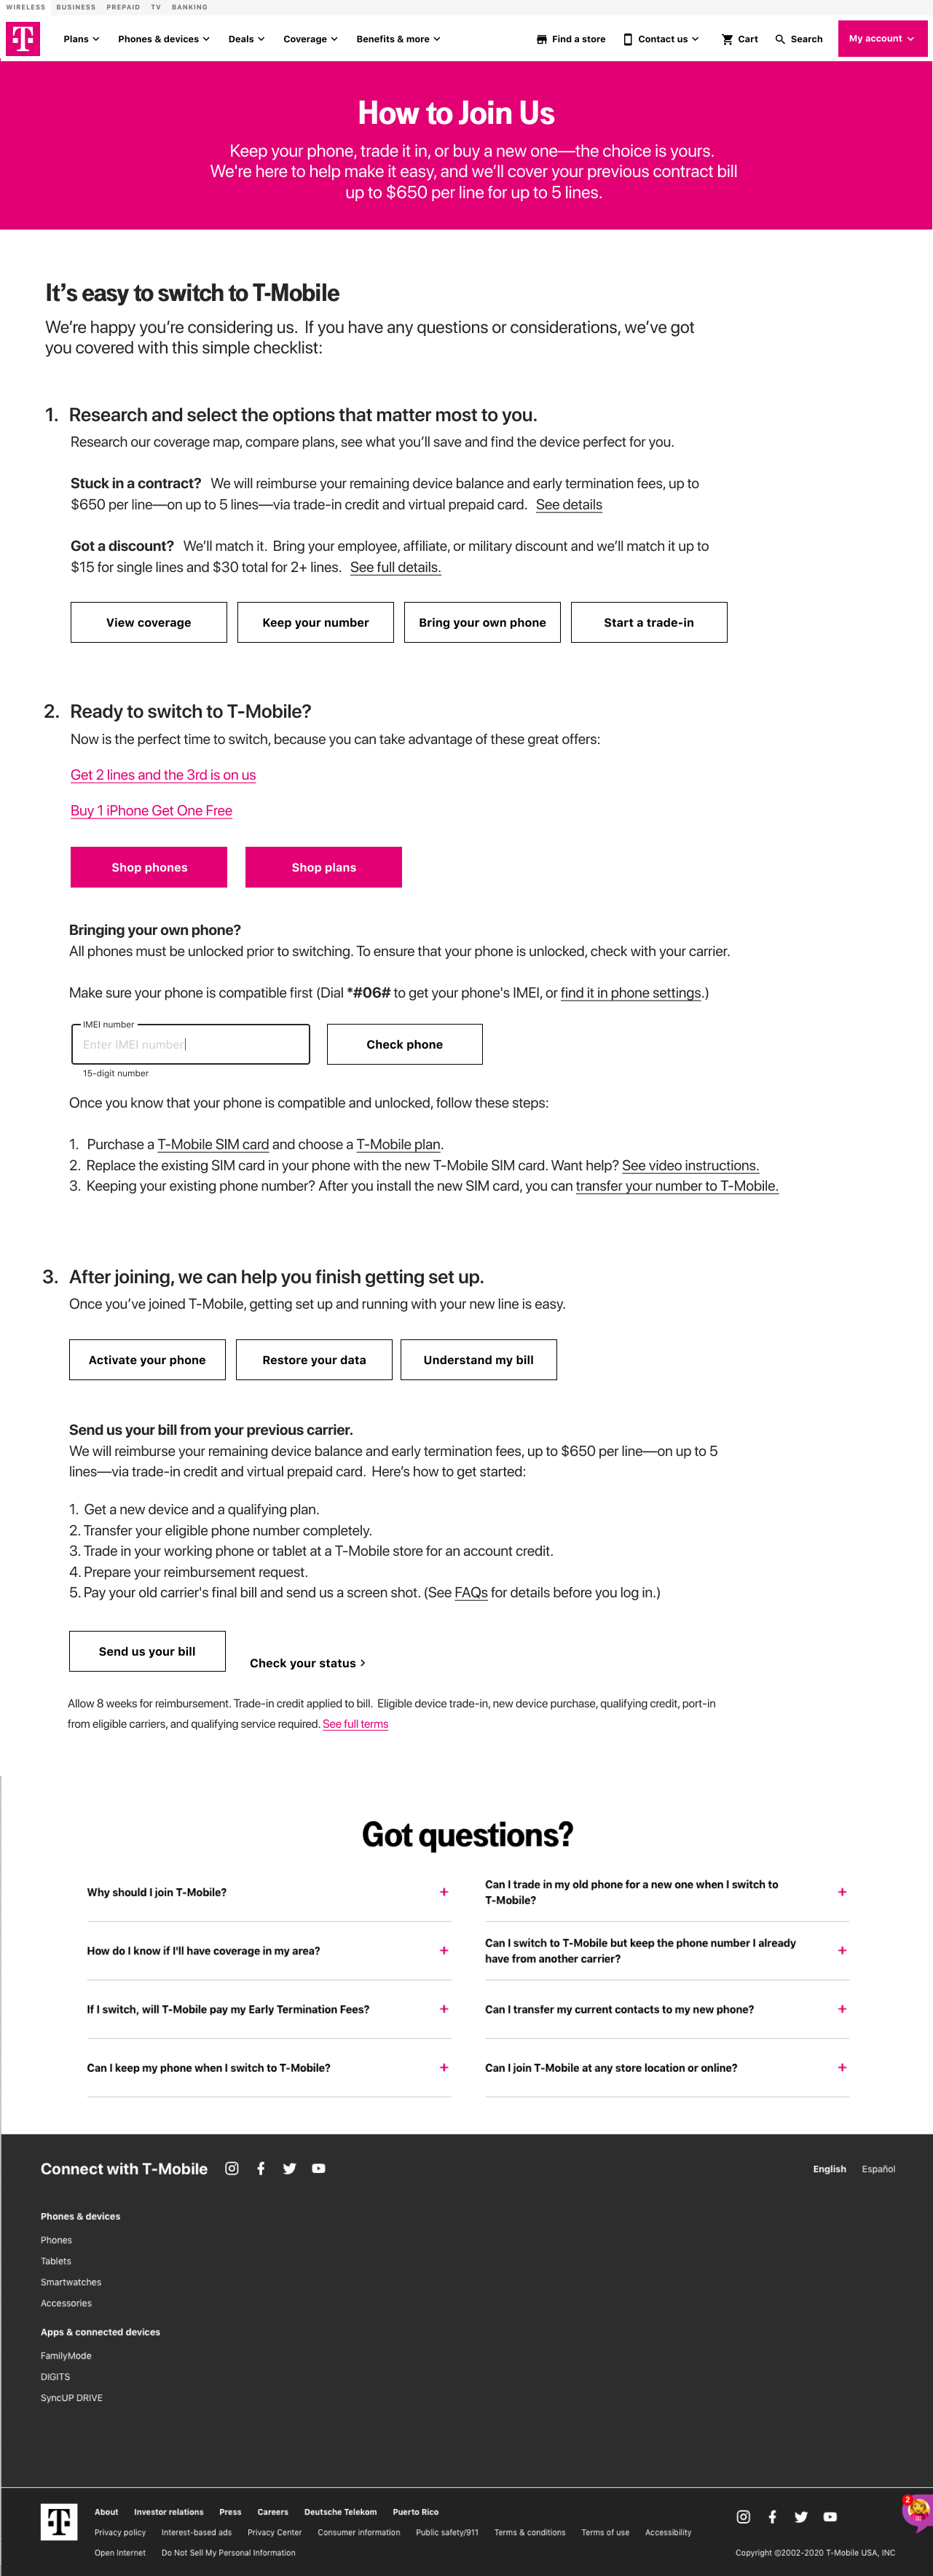 WIRELESS BUSINESS PREPAID TV BANKING
T Plans Phones & devices Deals Coverage Benefits & more Find a store Contact us Cart Search My account
How to Join Us
Keep your phone, trade it in, or buy a new one—the choice is yours.
We're here to help make it easy, and we'll cover your previous contract bill
up to $650 per line for up to 5 lines.
It's easy to switch to T-Mobile
We're happy you're considering us. If you have any questions or considerations, we've got
you covered with this simple checklist:
1. Research and select the options that matter most to you.
Research our coverage map, compare plans, see what you'll save and find the device perfect for you.
Stuck in a contract? We will reimburse your remaining device balance and early termination fees, up to
$650 per line—on up to 5 lines—via trade-in credit and virtual prepaid card. See details
Got a discount? We'll match it. Bring your employee, affiliate, or military discount and we'll match it up to
$15 for single lines and $30 total for 2+ lines. See full details.
View coverage Keep your number Bring your own phone Start a trade-in
2. Ready to switch to T-Mobile?
Now is the perfect time to switch, because you can take advantage of these great offers:
Get 2 lines and the 3rd is on us
Buy 1 iPhone Get One Free
Shop phones Shop plans
Bringing your own phone?
All phones must be unlocked prior to switching. To ensure that your phone is unlocked, check with your carrier.
Make sure your phone is compatible first (Dial *#06# to get your phone's IMEI, or find it in phone settings.)
IMEI number
Enter IMEI number Check phone
15-digit number
Once you know that your phone is compatible and unlocked, follow these steps:
1. Purchase a T-Mobile SIM card and choose a T-Mobile plan.
2. Replace the existing SIM card in your phone with the new T-Mobile SIM card. Want help? See video instructions.
3. Keeping your existing phone number? After you install the new SIM card, you can transfer your number to T-Mobile.
3. After joining, we can help you finish getting set up.
Once you've joined T-Mobile, getting set up and running with your new line is easy.
Activate your phone Restore your data Understand my bill
Send us your bill from your previous carrier.
We will reimburse your remaining device balance and early termination fees, up to $650 per line—on up to 5
lines—via trade-in credit and virtual prepaid card. Here's how to get started:
1. Get a new device and a qualifying plan.
2. Transfer your eligible phone number completely.
3. Trade in your working phone or tablet at a T-Mobile store for an account credit.
4. Prepare your reimbursement request.
5. Pay your old carrier's final bill and send us a screen shot. (See FAQs for details before you log in.)
Send us your bill Check your status >
Allow 8 weeks for reimbursement. Trade-in credit applied to bill. Eligible device trade-in, new device purchase, qualifying credit, port-in
from eligible carriers, and qualifying service required. See full terms
Got questions?
Why should I join T-Mobile? +
Can I trade in my old phone for a new one when I switch to
T-Mobile? +
How do I know if I'll have coverage in my area? +
Can I switch to T-Mobile but keep the phone number I already
have from another carrier? +
If I switch, will T-Mobile pay my Early Termination Fees? +
Can I transfer my current contacts to my new phone? +
Can I keep my phone when I switch to T-Mobile? +
Can I join T-Mobile at any store location or online? +
Connect with T-Mobile English Español
Phones & devices
Phones
Tablets
Smartwatches
Accessories
Apps & connected devices
FamilyMode
DIGITS
SyncUP DRIVE
T About Investor relations Press Careers Deutsche Telekom Puerto Rico
2
Privacy policy Interest-based ads Privacy Center Consumer information Public safety/911 Terms & conditions Terms of use Accessibility
Open Internet Do Not Sell My Personal Information Copyright ©2002-2020 T-Mobile USA, INC